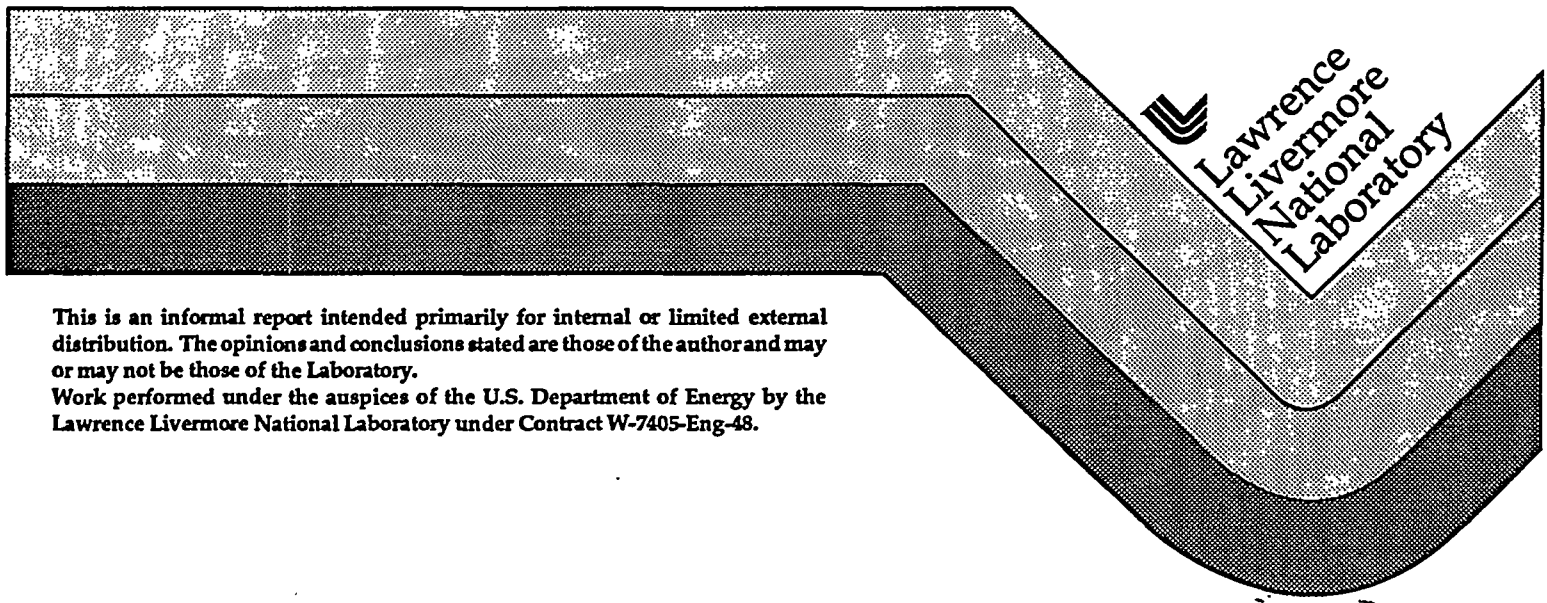 Lawrence
Livermore
National
Laboratory
This is an informal report intended primarily for internal or limited external
distribution. The opinions and conclusions stated are those of the author and may
or may not be those of the Laboratory.
Work performed under the auspices of the U.S. Department of Energy by the
Lawrence Livermore National Laboratory under Contract W-7405-Eng-48.